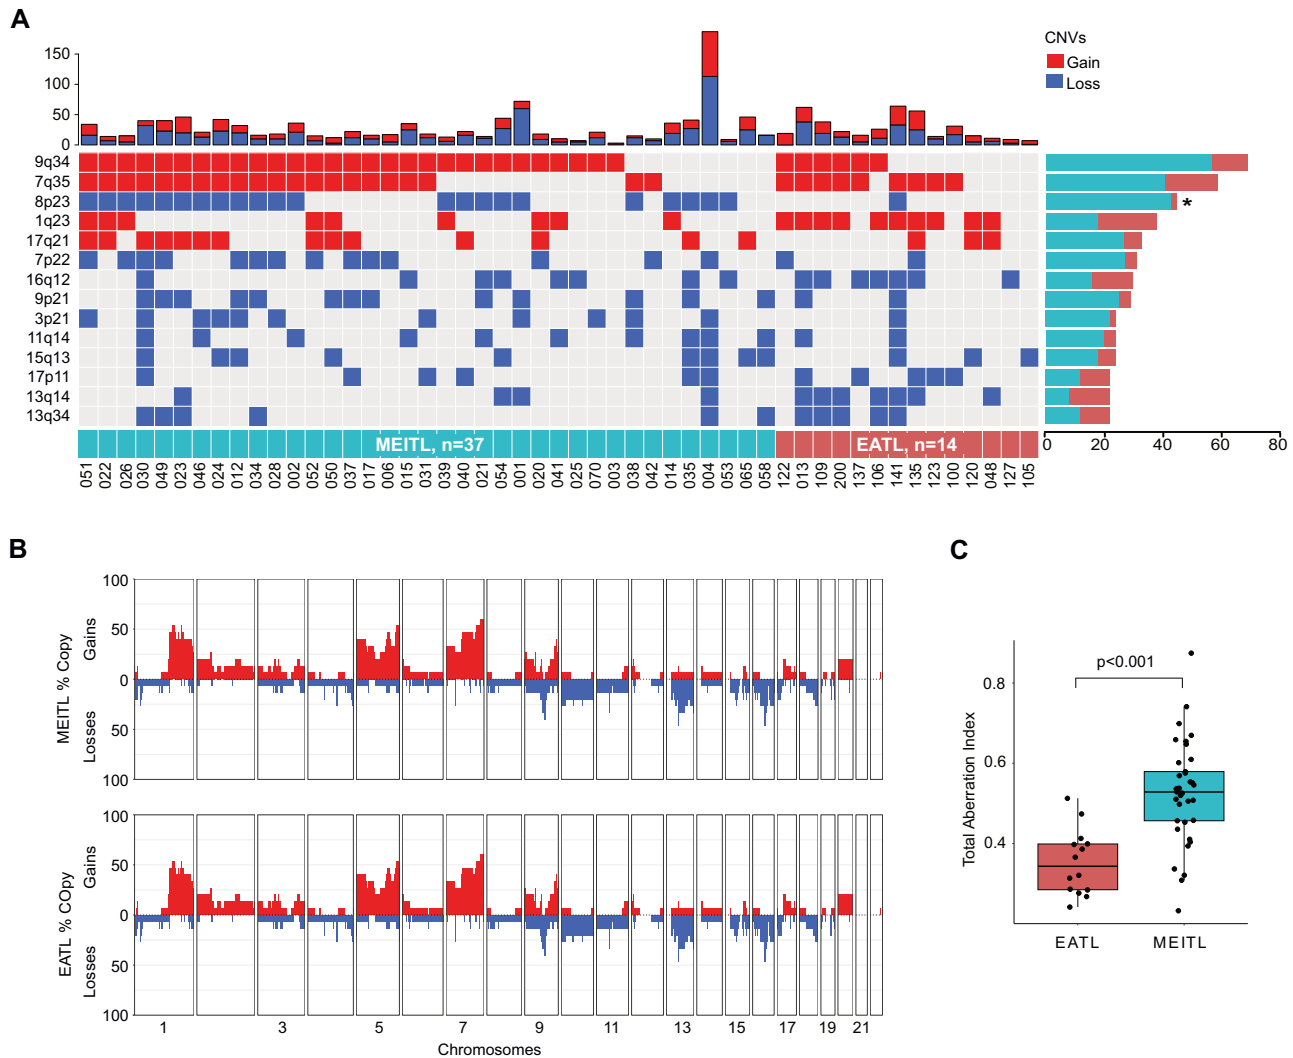 A
CNVs
Gain
Loss
150
100
50
0
9q34
7q35
8p23
*
1q23
17q21
7p22
16q12
9p21
3p21
11q14
15q13
17p11
13q14
13q34
MEITL, n=37 EATL, n=14
0 20 40 60 80
051 022 026 030 049 023 046 024 012 034 028 002 052 050 037 017 006 015 031 039 040 021 054 001 020 041 025 070 003 038 042 014 035 004 053 065 058 122 013 109 200 137 106 141 135 123 100 120 048 127 105
B
MEITL % Copy
Losses Gains
100
50
0
50
100
EATL % COpy
Losses Gains
100
50
0
50
100
1 3 5 7 9 11 13 15 17 19 21
Chromosomes
C
Total Aberration Index
p<0.001
0.8
0.6
0.4
EATL MEITL